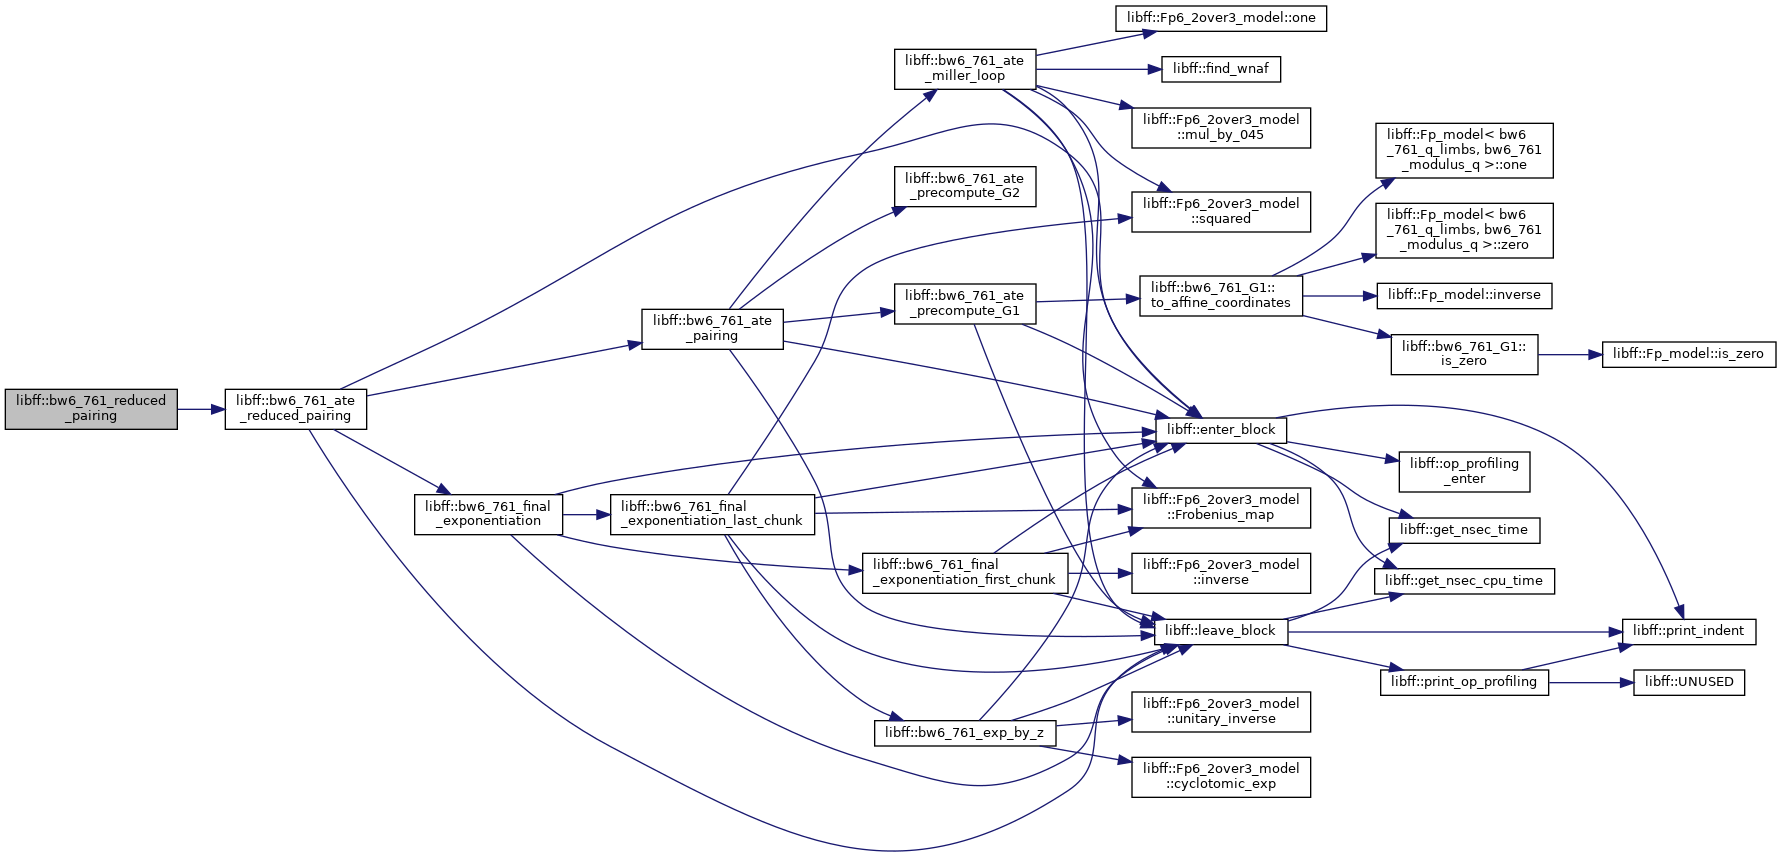 libff::bw6_761_reduced
_pairing
libff::bw6_761_ate
_reduced_pairing
libff::bw6_761_final
_exponentiation
libff::bw6_761_ate
_pairing
libff::bw6_761_final
_exponentiation_last_chunk
libff::bw6_761_ate
_miller_loop
libff::bw6_761_ate
_precompute_G2
libff::bw6_761_ate
_precompute_G1
libff::bw6_761_final
_exponentiation_first_chunk
libff::bw6_761_exp_by_z
libff::Fp6_2over3_model::one
libff::find_wnaf
libff::Fp6_2over3_model
::mul_by_045
libff::Fp6_2over3_model
::squared
libff::bw6_761_G1::
to_affine_coordinates
libff::enter_block
libff::Fp6_2over3_model
::Frobenius_map
libff::Fp6_2over3_model
::inverse
libff::leave_block
libff::Fp6_2over3_model
::unitary_inverse
libff::Fp6_2over3_model
::cyclotomic_exp
libff::Fp_model< bw6
_761_q_limbs, bw6_761
_modulus_q >::one
libff::Fp_model< bw6
_761_q_limbs, bw6_761
_modulus_q >::zero
libff::Fp_model::inverse
libff::bw6_761_G1::
is_zero
libff::op_profiling
_enter
libff::get_nsec_time
libff::get_nsec_cpu_time
libff::print_op_profiling
libff::Fp_model::is_zero
libff::print_indent
libff::UNUSED